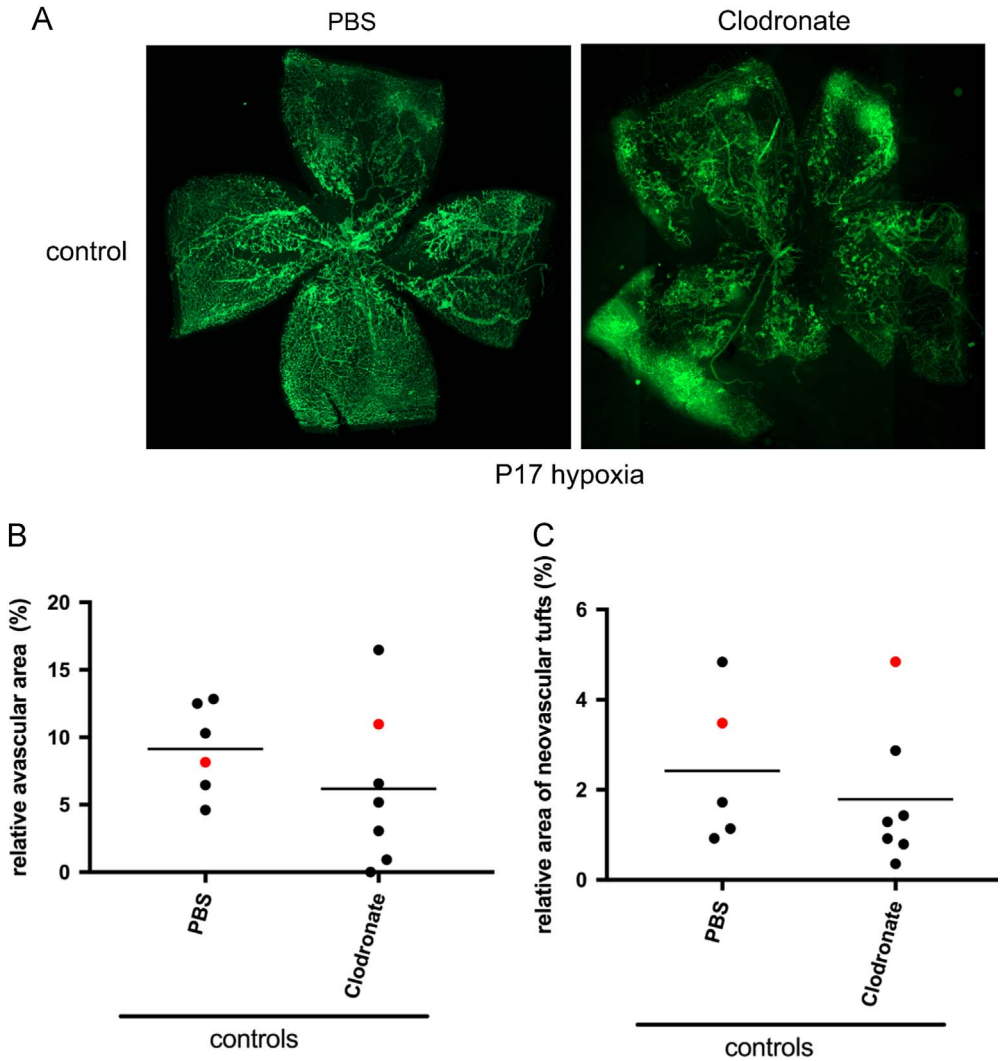 A
PBS
Clodronate
control
P17 hypoxia
B
relative avascular area (%)
20
15
10
5
0
PBS
Clodronate
controls
C
relative area of neovascular tufts (%)
6
4
2
0
PBS
Clodronate
controls